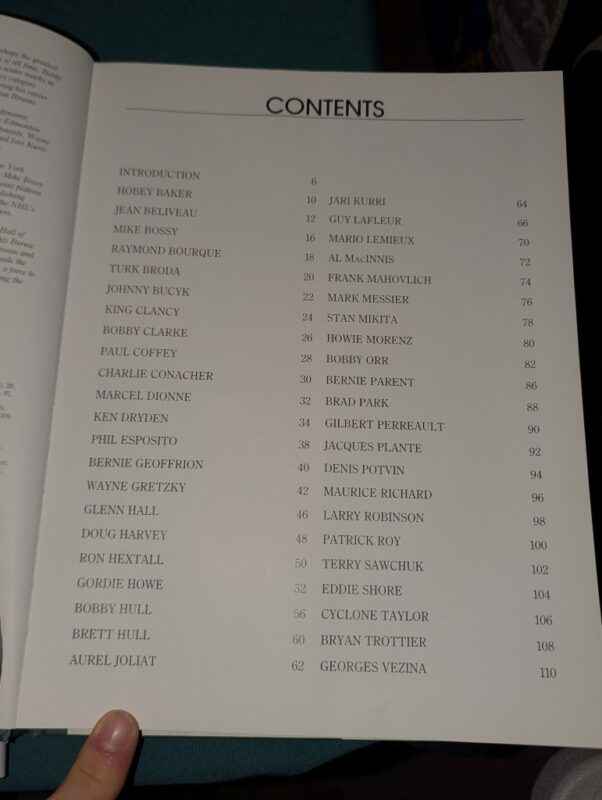 CONTENTS
INTRODUCTION 6
HOBEY BAKER 10
JEAN BELIVEAU 12
MIKE BOSSY 16
RAYMOND BOURQUE 18
TURK BRODA 20
JOHNNY BUCYK 22
KING CLANCY 24
BOBBY CLARKE 26
PAUL COFFEY 28
CHARLIE CONACHER 30
MARCEL DIONNE 32
KEN DRYDEN 34
PHIL ESPOSITO 38
BERNIE GEOFFRION 40
WAYNE GRETZKY 42
GLENN HALL 46
DOUG HARVEY 48
RON HEXTALL 50
GORDIE HOWE 52
BOBBY HULL 56
BRETT HULL 60
AUREL JOLIAT 62
JARI KURRI 64
GUY LAFLEUR 66
MARIO LEMIEUX 70
AL MACINNIS 72
FRANK MAHOVLICH 74
MARK MESSIER 76
STAN MIKITA 78
HOWIE MORENZ 80
BOBBY ORR 82
BERNIE PARENT 86
BRAD PARK 88
GILBERT PERREAULT 90
JACQUES PLANTE 92
DENIS POTVIN 94
MAURICE RICHARD 96
LARRY ROBINSON 98
PATRICK ROY 100
TERRY SAWCHUK 102
EDDIE SHORE 104
CYCLONE TAYLOR 106
BRYAN TROTTIER 108
GEORGES VEZINA 110